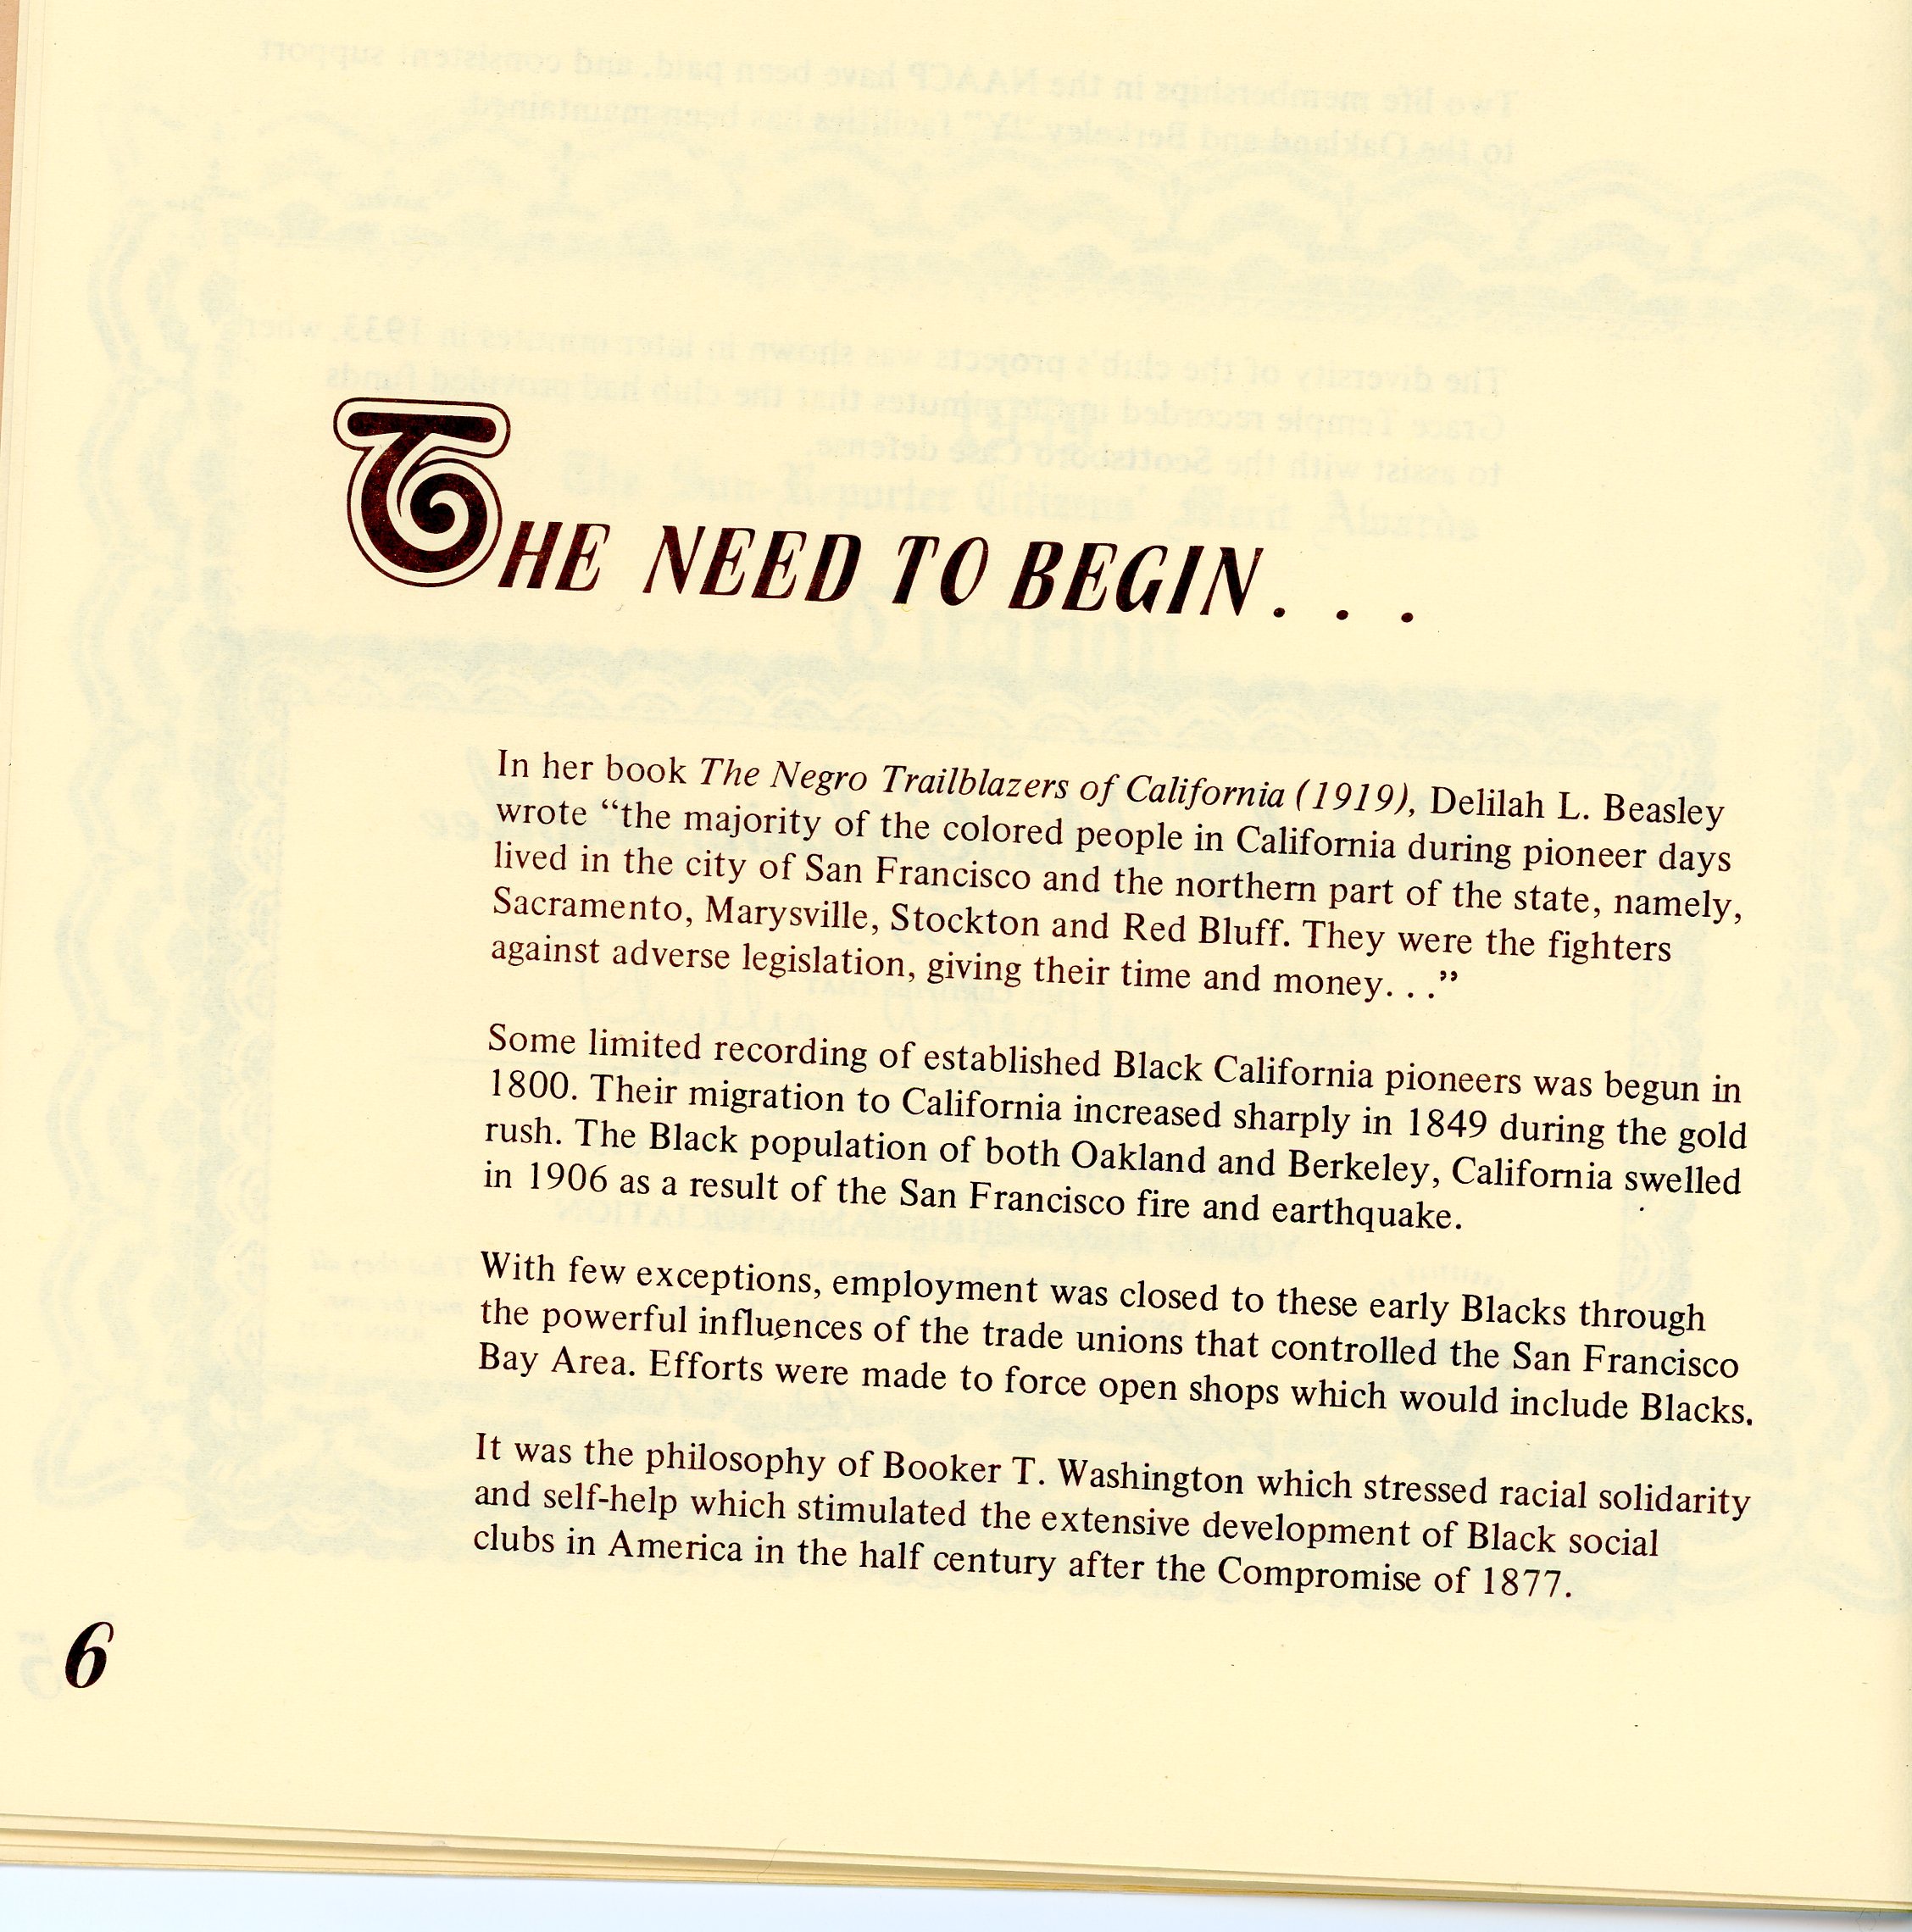 THE NEED TO BEGIN. . .
In her book The Negro Trailblazers of California (1919), Delilah L. Beasley
wrote “the majority of the colored people in California during pioneer days
lived in the city of San Francisco and the northern part of the state, namely,
Sacramento, Marysville, Stockton and Red Bluff. They were the fighters
against adverse legislation, giving their time and money. . .”
Some limited recording of established Black California pioneers was begun in
1800. Their migration to California increased sharply in 1849 during the gold
rush. The Black population of both Oakland and Berkeley, California swelled
in 1906 as a result of the San Francisco fire and earthquake.
With few exceptions, employment was closed to these early Blacks through
the powerful influences of the trade unions that controlled the San Francisco
Bay Area. Efforts were made to force open shops which would include Blacks.
It was the philosophy of Booker T. Washington which stressed racial solidarity
and self-help which stimulated the extensive development of Black social
clubs in America in the half century after the Compromise of 1877.
6